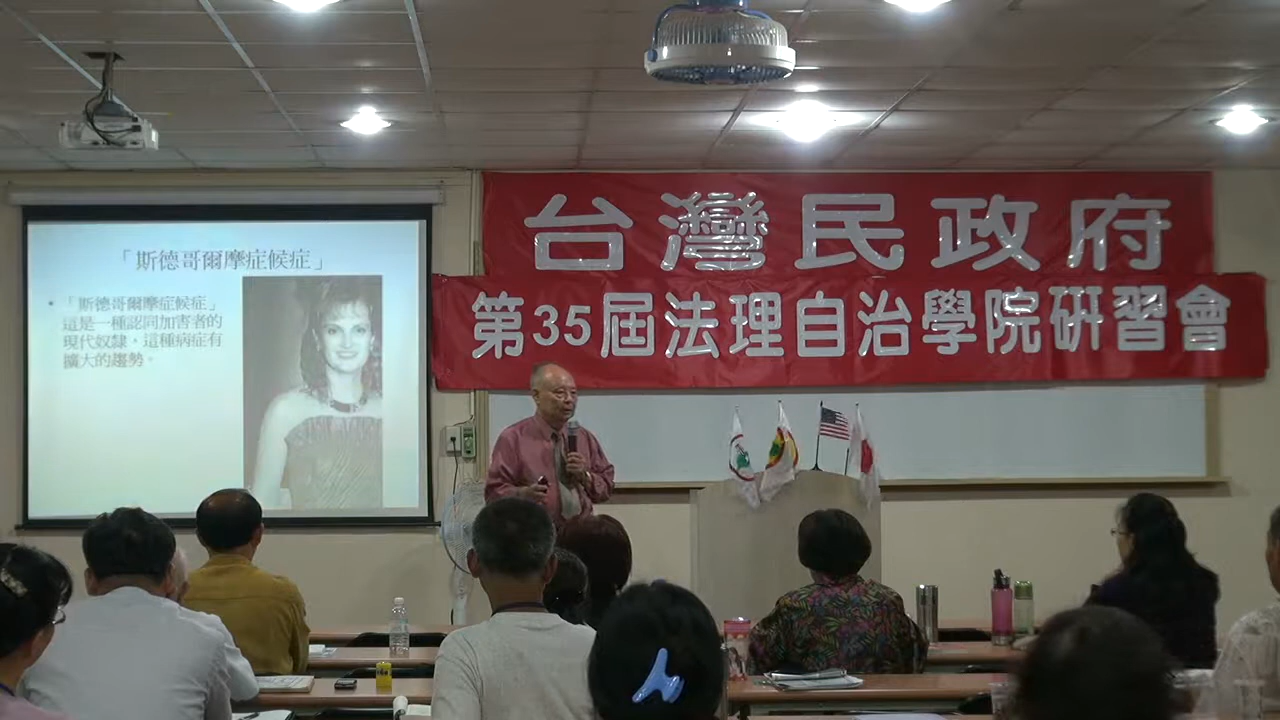 台灣民政府
第35屆法理自治學院研習會
「斯德哥爾摩症候症」
• 「斯德哥爾摩症候症」
這是一種認同加害者的
現代奴隸，這種病症有
擴大的趨勢。